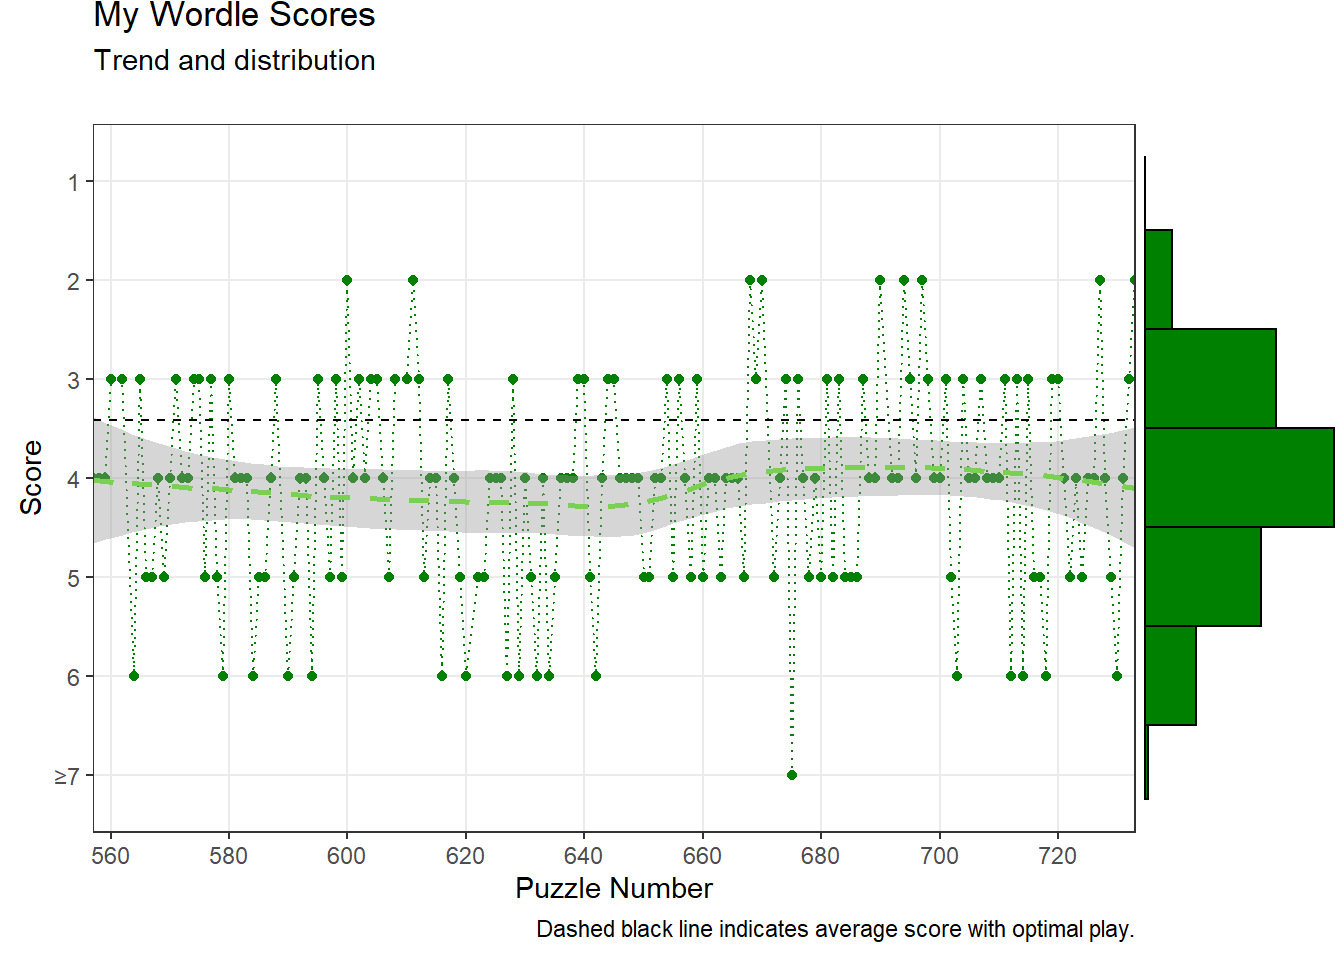 My Wordle Scores
Trend and distribution
1
2
3
4
5
6
≥7
Score
560 580 600 620 640 660 680 700 720
Puzzle Number
Dashed black line indicates average score with optimal play.